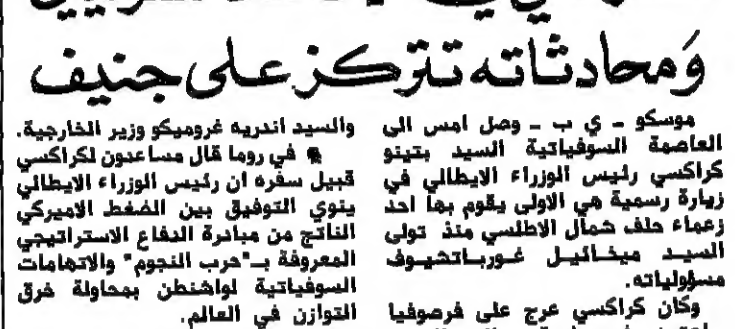 وَمحادثاته تتركز على جنيف
موسكو - ي ب - وصل امس الى
العاصمة السوفياتية السيد بتينو
كراكسي رئيس الوزراء الايطالي في
زيارة رسمية هي الاولى يقوم بها احد
زعماء حلف شمال الاطلسي منذ تولى
السيد ميخائيل غورباتشيوف
مسؤولياته.
وكان كراكسي عرج على فرصوفيا
والسيد اندريه غروميكو وزير الخارجية.
في روما قال مساعدون لكراكسي
قبيل سفره ان رئيس الوزراء الايطالي
ينوي التوفيق بين الضغط الاميركي
الناتج من مبادرة الدفاع الاستراتيجي
المعروفة بـ"حرب النجوم" والاتهامات
السوفياتية لواشنطن بمحاولة خرق
التوازن في العالم.